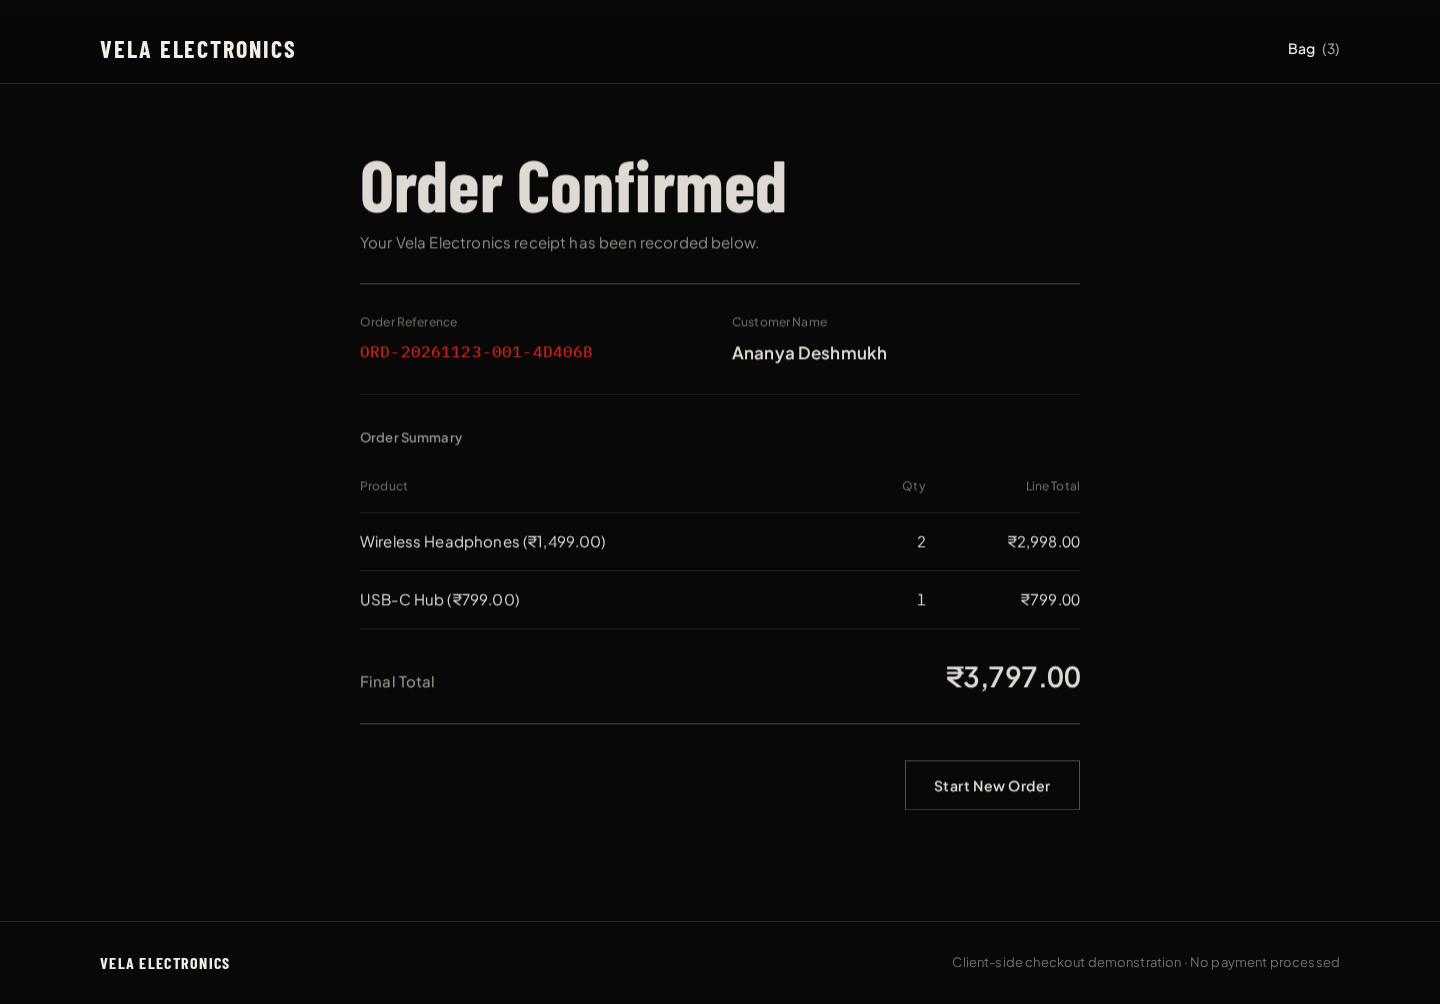 VELA ELECTRONICS
Bag (3)
Order Confirmed
Your Vela Electronics receipt has been recorded below.
Order Reference
Customer Name
ORD-20261123-001-4D406B
Ananya Deshmukh
Order Summary
Product Qty Line Total
Wireless Headphones (₹1,499.00) 2 ₹2,998.00
USB-C Hub (₹799.00) 1 ₹799.00
Final Total ₹3,797.00
Start New Order
VELA ELECTRONICS
Client-side checkout demonstration · No payment processed